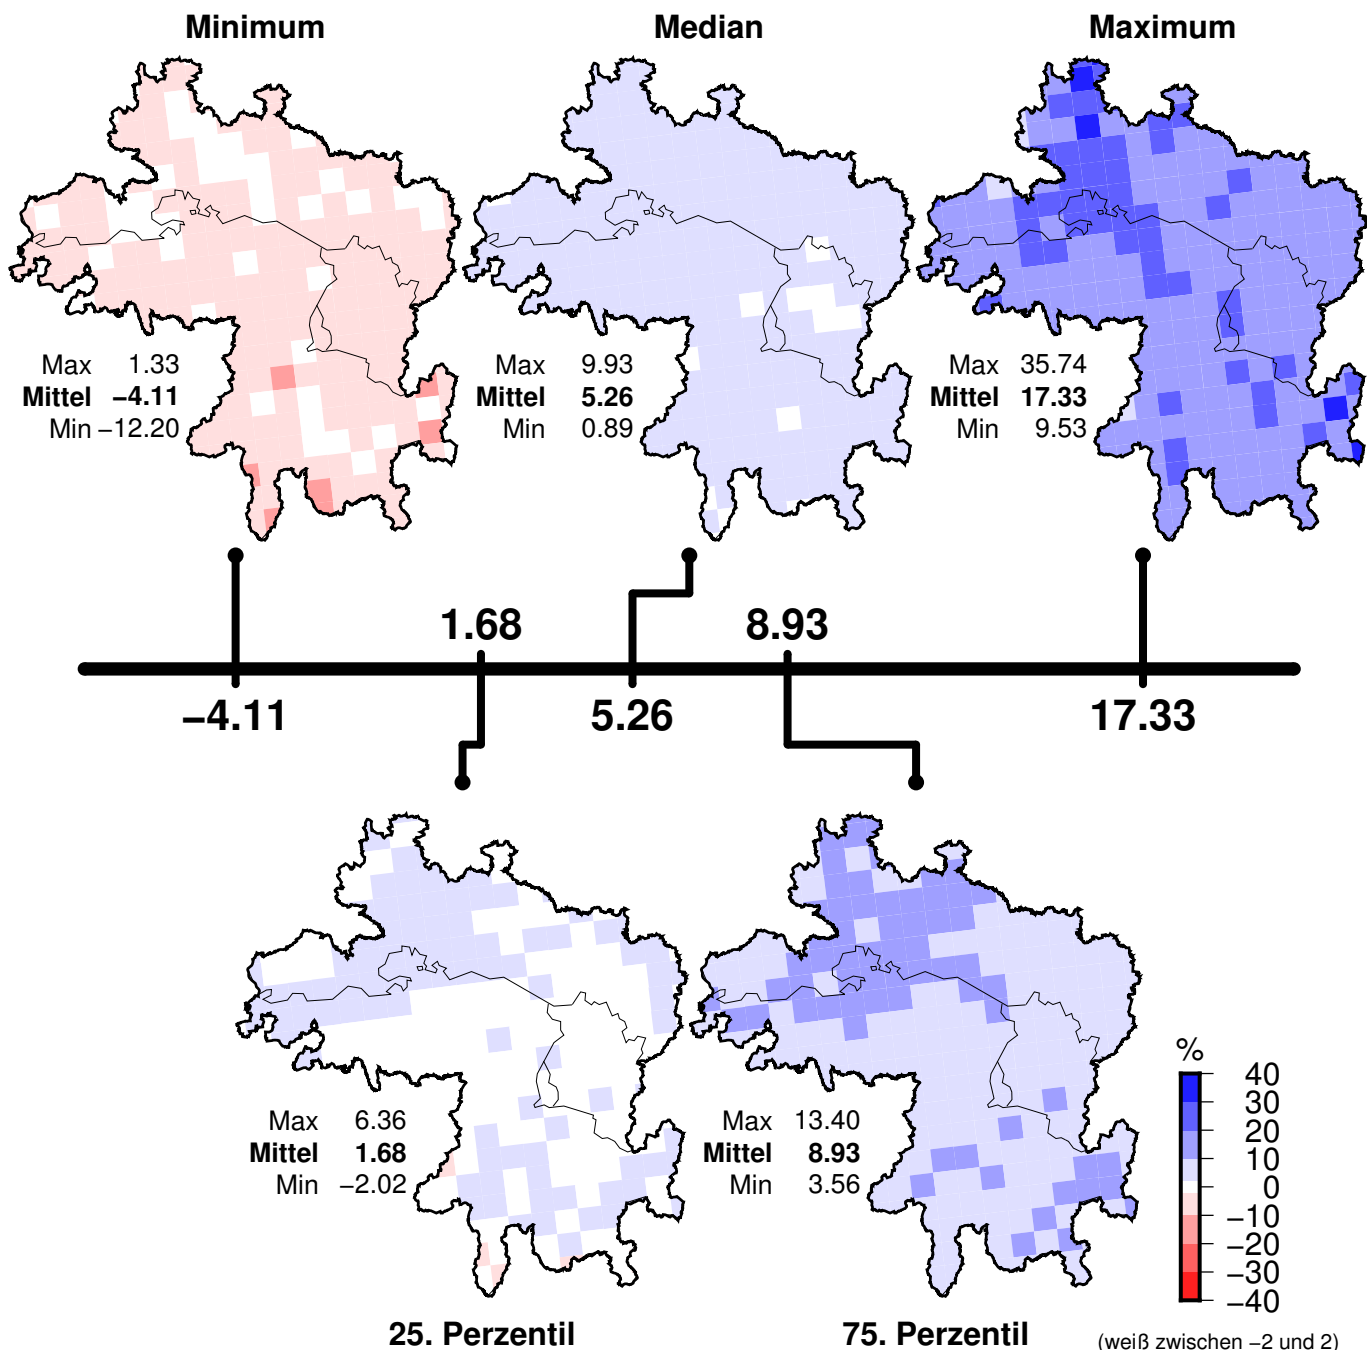 Minimum
Median
Maximum
Max 1.33
Mittel −4.11
Min −12.20
Max 9.93
Mittel 5.26
Min 0.89
Max 35.74
Mittel 17.33
Min 9.53
1.68
8.93
−4.11
5.26
17.33
Max 6.36
Mittel 1.68
Min −2.02
Max 13.40
Mittel 8.93
Min 3.56
%
40
30
20
10
0
−10
−20
−30
−40
25. Perzentil
75. Perzentil
(weiß zwischen −2 und 2)